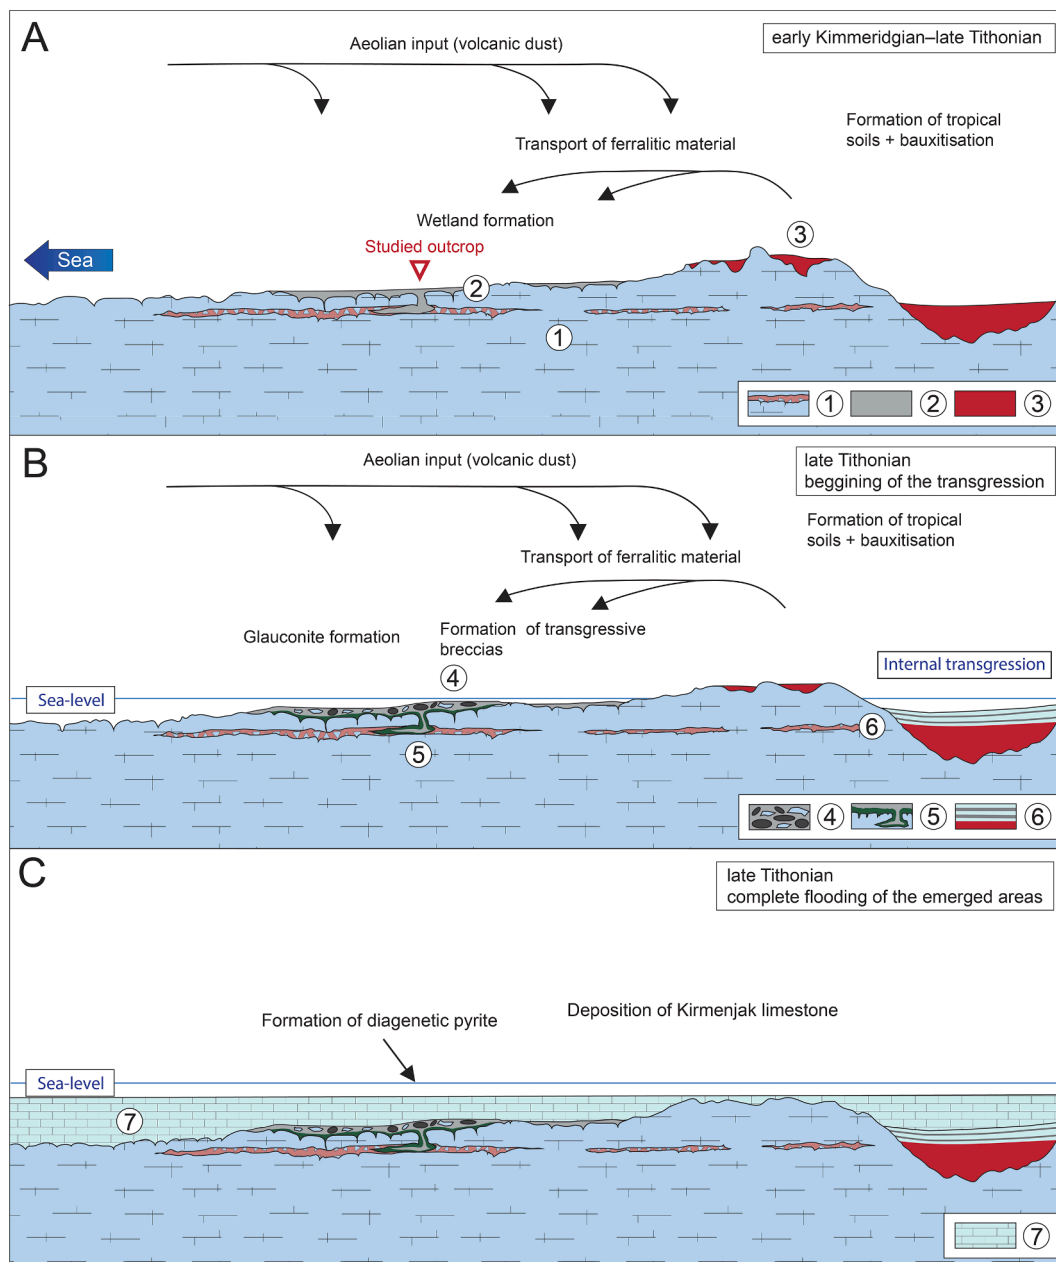 A
Aeolian input (volcanic dust)
early Kimmeridgian–late Tithonian
Formation of tropical
soils + bauxitisation
Transport of ferralitic material
Wetland formation
Studied outcrop
Sea
3
2
1
1
2
3
B
Aeolian input (volcanic dust)
late Tithonian
beggining of the transgression
Formation of tropical
soils + bauxitisation
Transport of ferralitic material
Glauconite formation
Formation of transgressive
breccias
4
Internal transgression
Sea-level
5
6
4
5
6
C
late Tithonian
complete flooding of the emerged areas
Formation of diagenetic pyrite
Deposition of Kirmenjak limestone
Sea-level
7
7